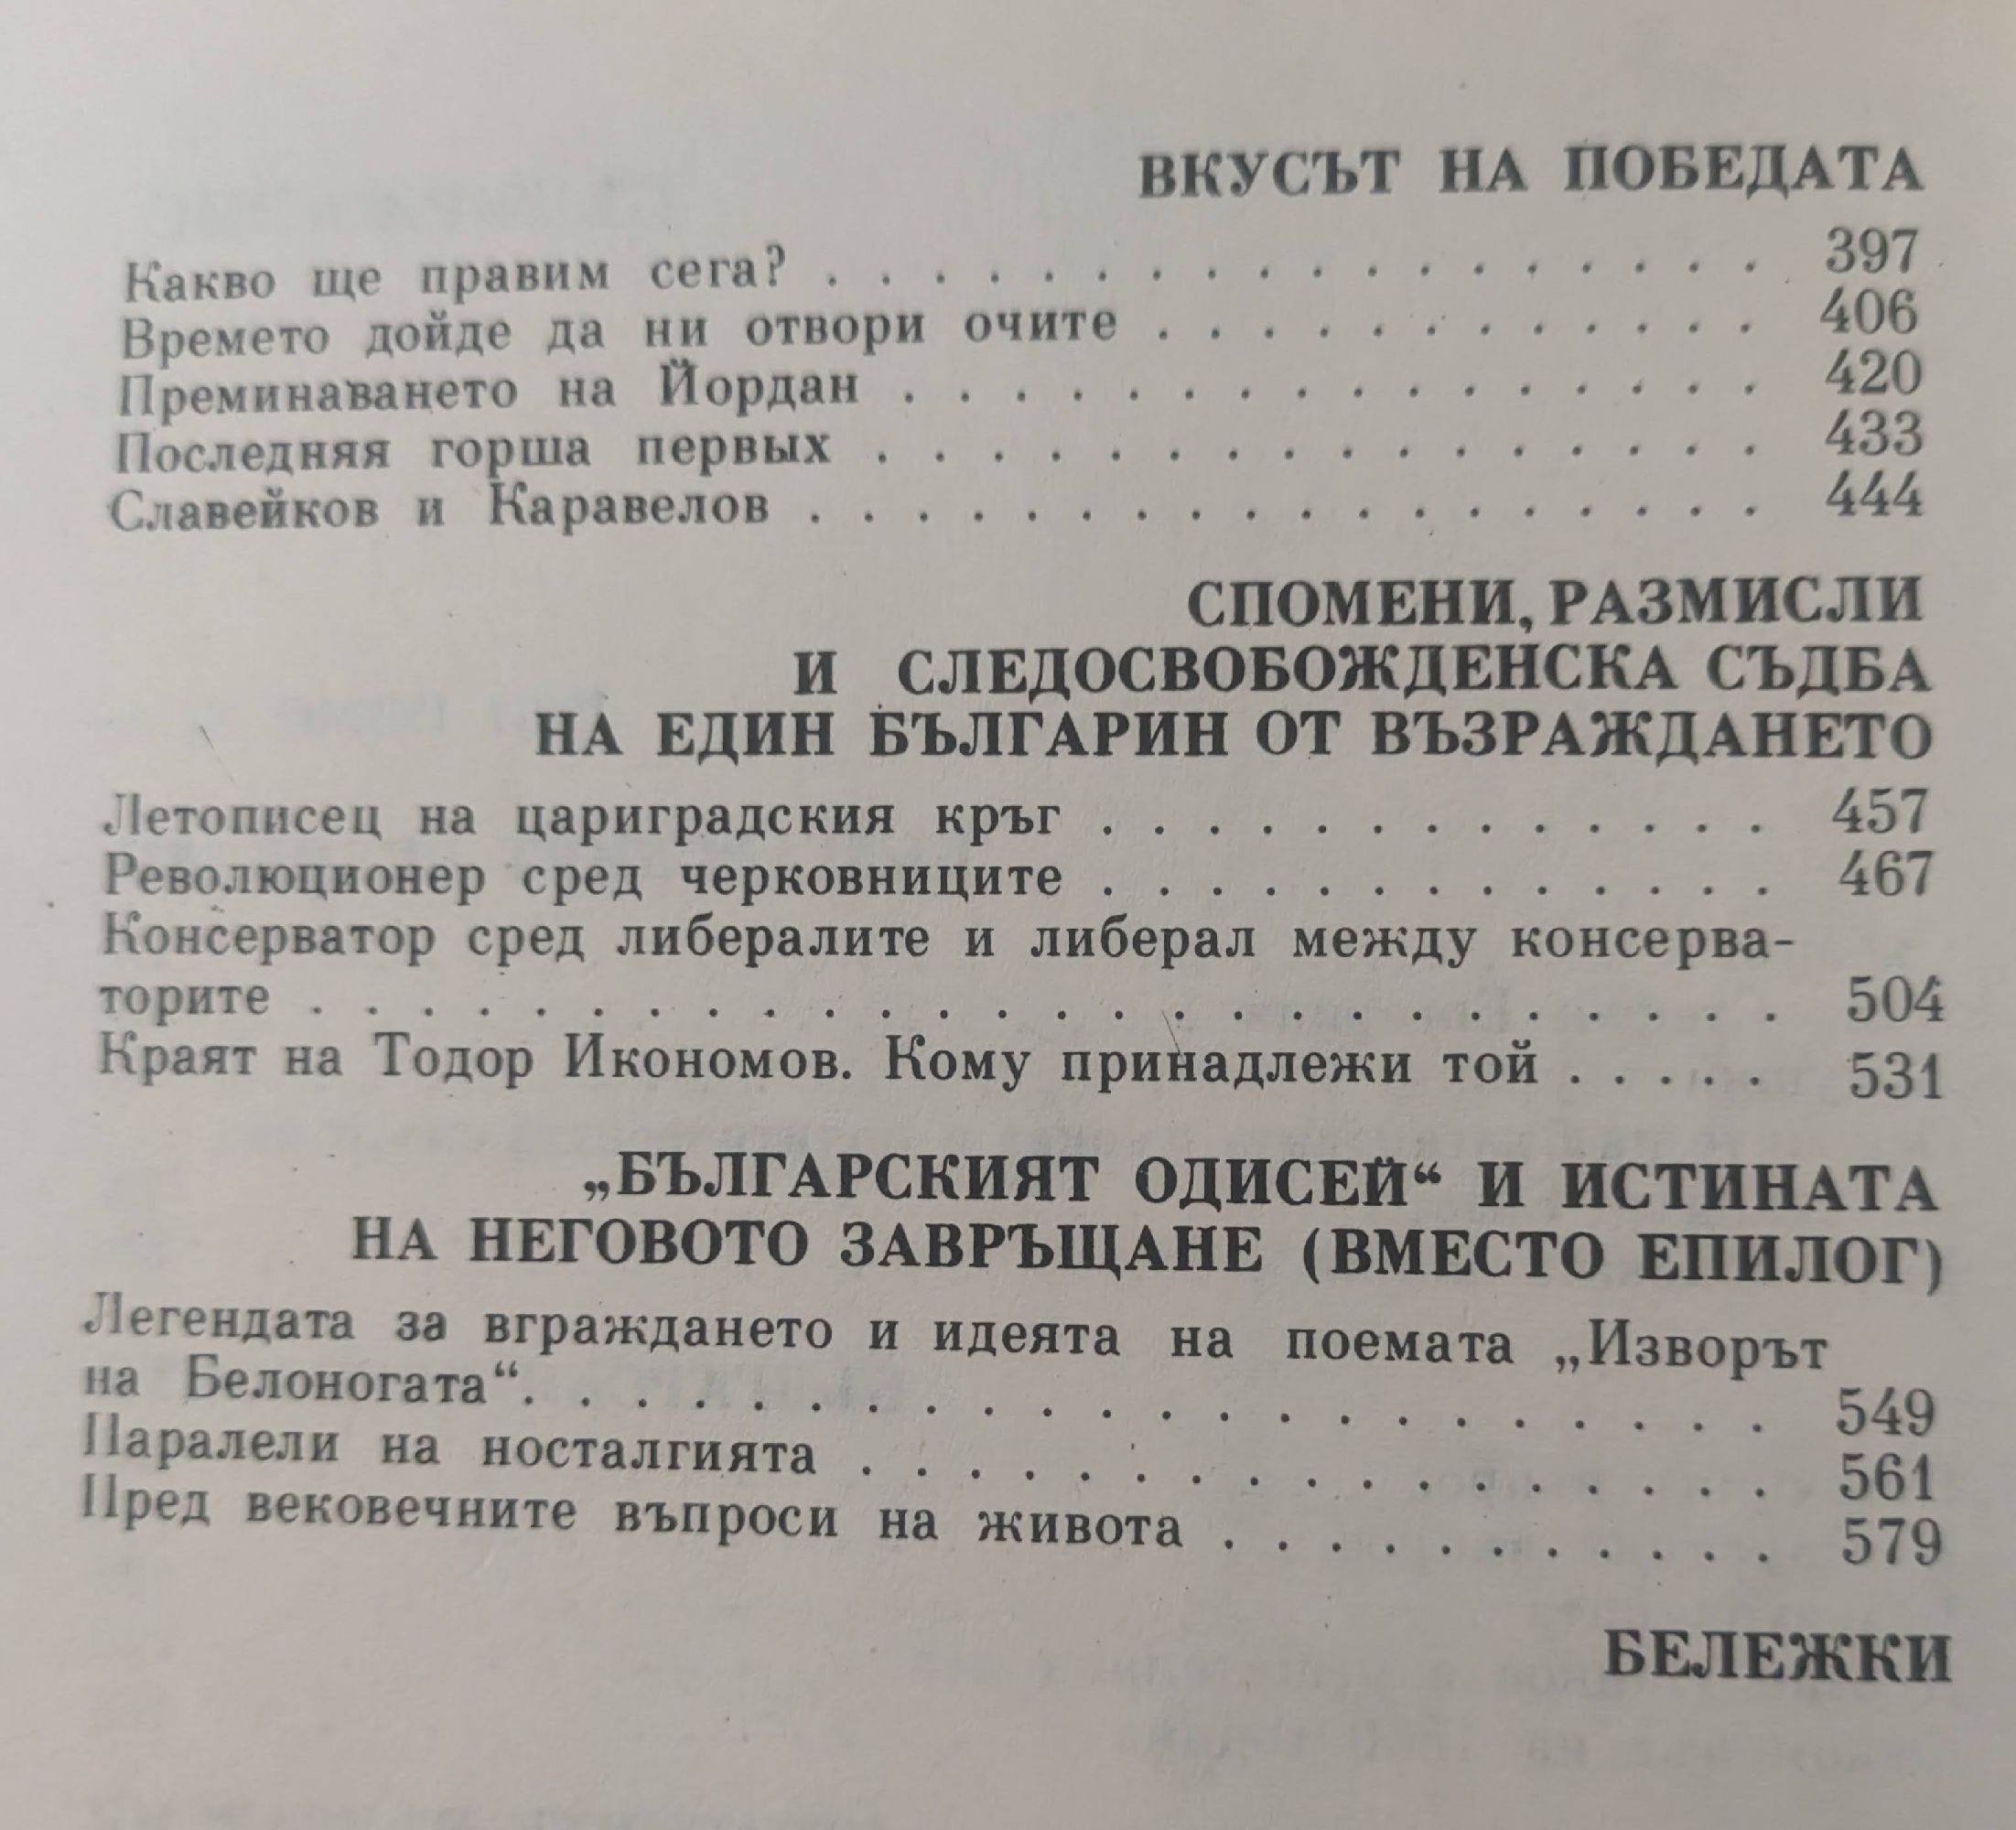 ВКУСЪТ НА ПОБЕДАТА
Какво ще правим сега? . . . . . . . . . . . . . . . . . . 397
Времето дойде да ни отвори очите . . . . . . . . . . . . 406
Преминаването на Йордан . . . . . . . . . . . . . . . . 420
Последняя горша первых . . . . . . . . . . . . . . . . 433
Славейков и Каравелов . . . . . . . . . . . . . . . . . . 444
СПОМЕНИ, РАЗМИСЛИ
И СЛЕДОСВОБОЖДЕНСКА СЪДБА
НА ЕДИН БЪЛГАРИН ОТ ВЪЗРАЖДАНЕТО
Летописец на цариградския кръг . . . . . . . . . . . . . 457
Революционер сред черковниците . . . . . . . . . . . . . 467
Консерватор сред либералите и либерал между консерва-
торите . . . . . . . . . . . . . . . . . . . . . . . . . . . 504
Краят на Тодор Икономов. Кому принадлежи той . . . . . 531
„БЪЛГАРСКИЯТ ОДИСЕЙ“ И ИСТИНАТА
НА НЕГОВОТО ЗАВРЪЩАНЕ (ВМЕСТО ЕПИЛОГ)
Легендата за вграждането и идеята на поемата „Изворът
на Белоногата“. . . . . . . . . . . . . . . . . . . . . . 549
Паралели на носталгията . . . . . . . . . . . . . . . . . 561
Пред вековечните въпроси на живота . . . . . . . . . . . 579
БЕЛЕЖКИ